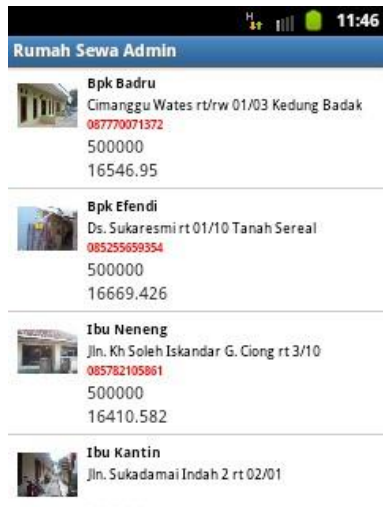 H 11:46
Rumah Sewa Admin
Bpk Badru
Cimanggu Wates rt/rw 01/03 Kedung Badak
087770071372
500000
16546.95
Bpk Efendi
Ds. Sukaresmi rt 01/10 Tanah Sereal
085255659354
500000
16669.426
Ibu Neneng
Jln. Kh Soleh Iskandar G. Ciong rt 3/10
085782105861
500000
16410.582
Ibu Kantin
Jln. Sukadamai Indah 2 rt 02/01